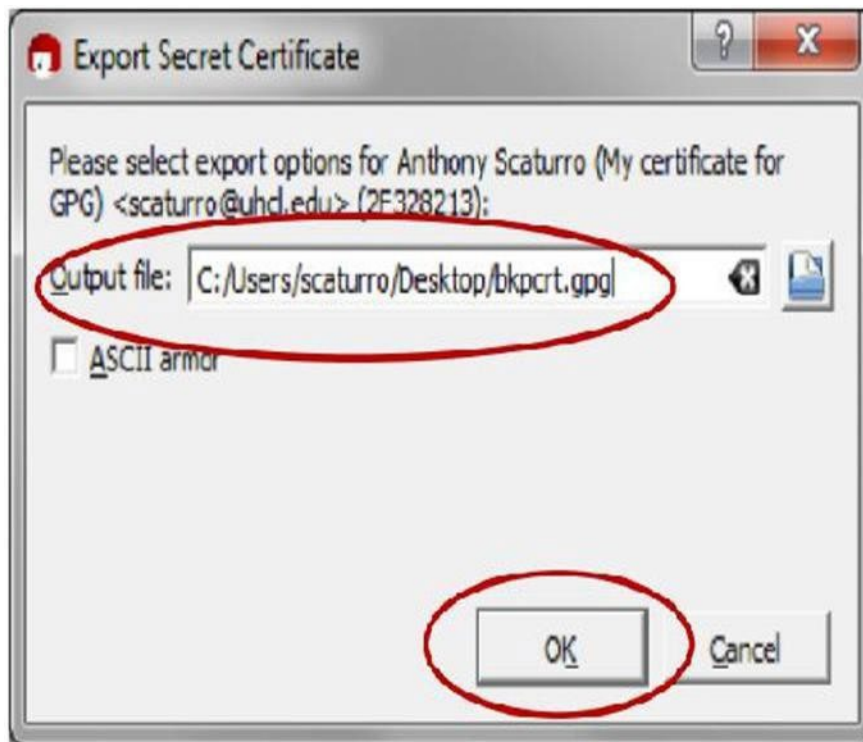 Export Secret Certificate
Please select export options for Anthony Scaturro (My certificate for
GPG) <scaturro@uhcl.edu> (2F328213):
Output file: C:/Users/scaturro/Desktop/bkpcrt.gpg
ASCII armor
OK Cancel